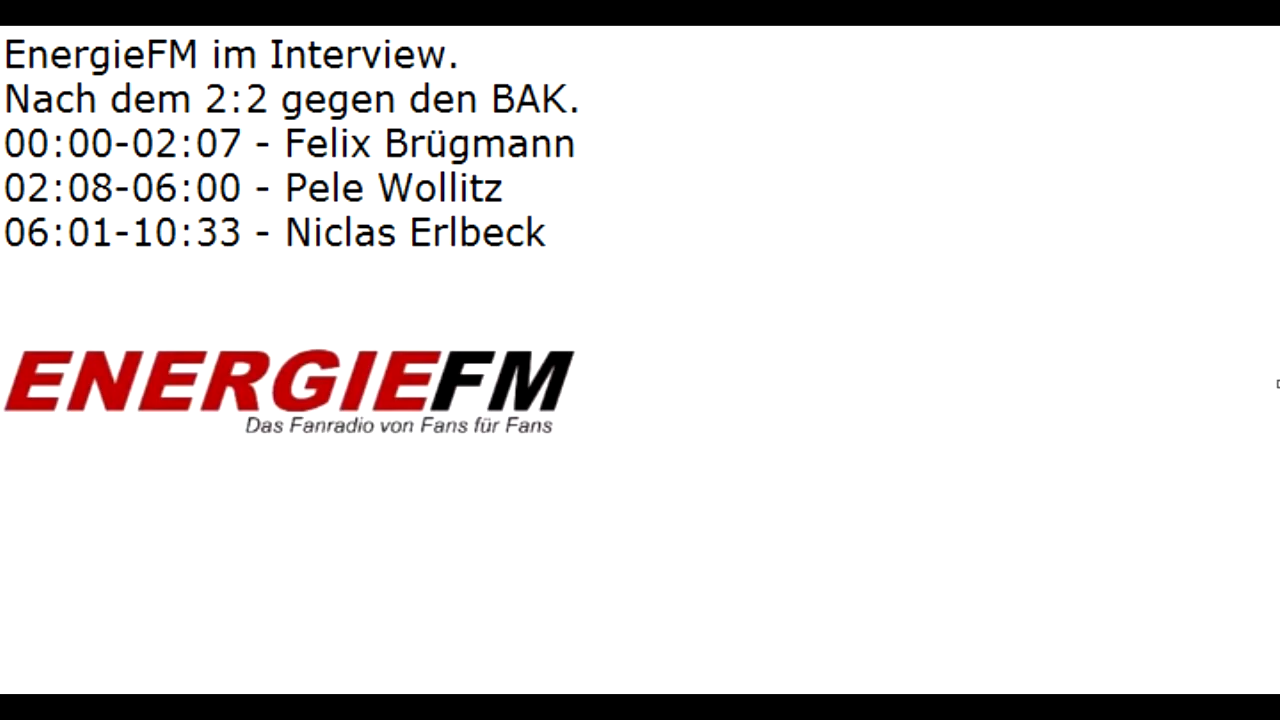 EnergieFM im Interview.
Nach dem 2:2 gegen den BAK.
00:00-02:07 - Felix Brügmann
02:08-06:00 - Pele Wollitz
06:01-10:33 - Niclas Erlbeck
ENERGIEFM
Das Fanradio von Fans für Fans